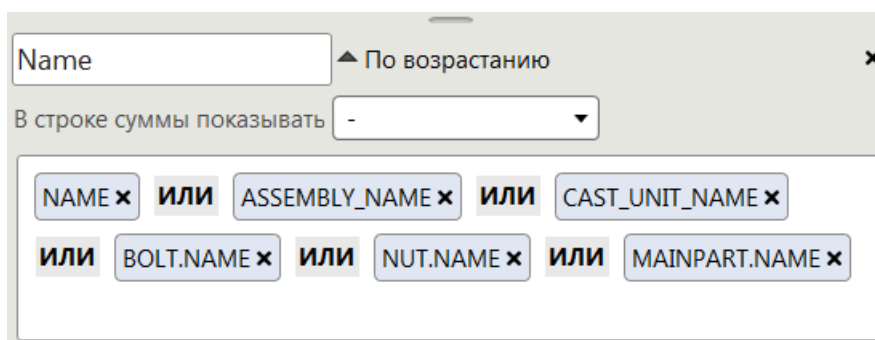 Name По возрастанию
В строке суммы показывать -
NAME ИЛИ ASSEMBLY_NAME ИЛИ CAST_UNIT_NAME
ИЛИ BOLT.NAME ИЛИ NUT.NAME ИЛИ MAINPART.NAME